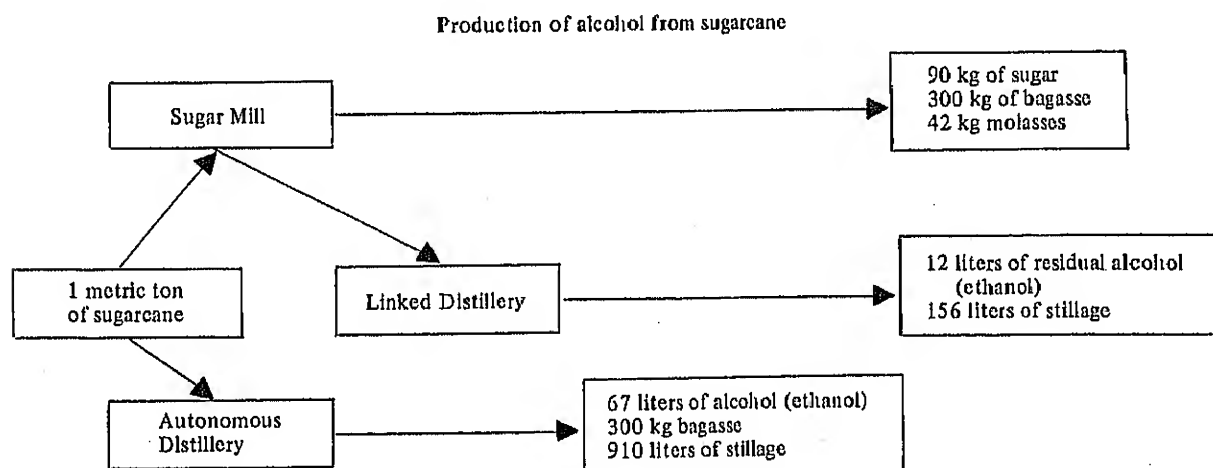 Production of alcohol from sugarcane
Sugar Mill
90 kg of sugar
300 kg of bagasse
42 kg molasses
1 metric ton
of sugarcane
Linked Distillery
12 liters of residual alcohol
(ethanol)
156 liters of stillage
Autonomous
Distillery
67 liters of alcohol (ethanol)
300 kg bagasse
910 liters of stillage